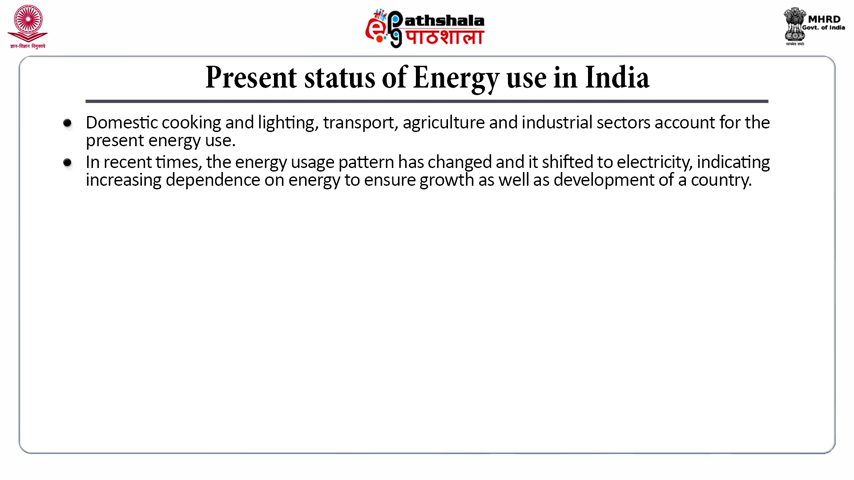 ePathshala
पाठशाला
MHRD
Govt. of India
ज्ञान-विज्ञान विमुक्तये
Present status of Energy use in India
Domestic cooking and lighting, transport, agriculture and industrial sectors account for the
present energy use.
In recent times, the energy usage pattern has changed and it shifted to electricity, indicating
increasing dependence on energy to ensure growth as well as development of a country.